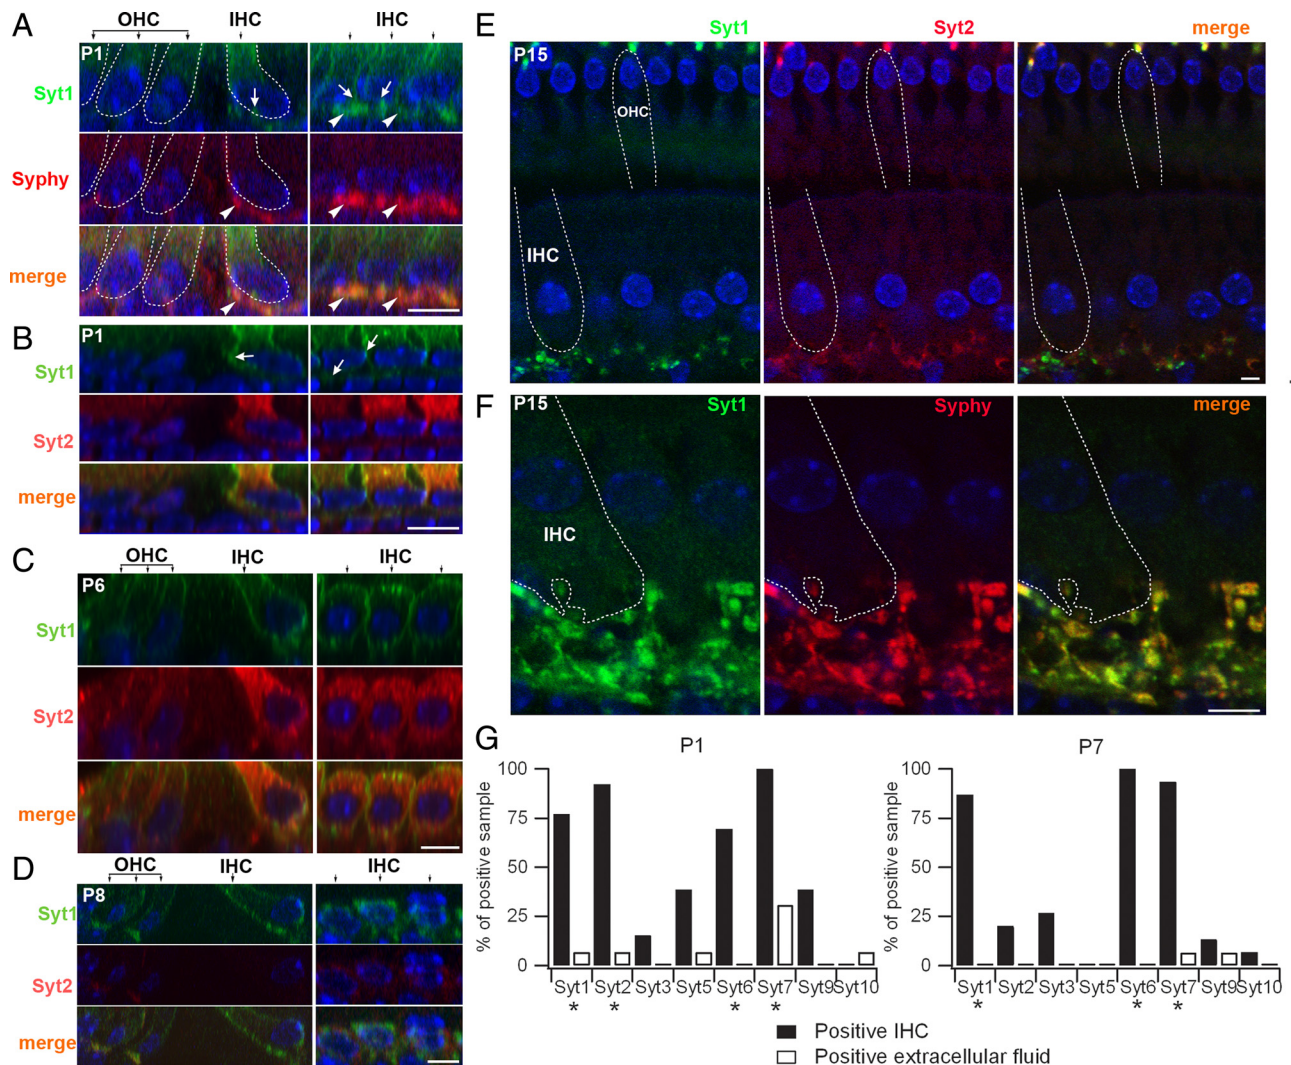 A
OHC
IHC
IHC
P1
Syt1
Syphy
merge
B
P1
Syt1
Syt2
merge
C
OHC
IHC
IHC
P6
Syt1
Syt2
merge
D
OHC
IHC
IHC
P8
Syt1
Syt2
merge
E
Syt1
Syt2
merge
P15
OHC
IHC
F
P15
Syt1
Syphy
merge
IHC
G
P1
% of positive sample
100
75
50
25
0
Syt1 Syt2 Syt3 Syt5 Syt6 Syt7 Syt9 Syt10
* * * *
P7
% of positive sample
100
75
50
25
0
Syt1 Syt2 Syt3 Syt5 Syt6 Syt7 Syt9 Syt10
* * *
Positive IHC
Positive extracellular fluid